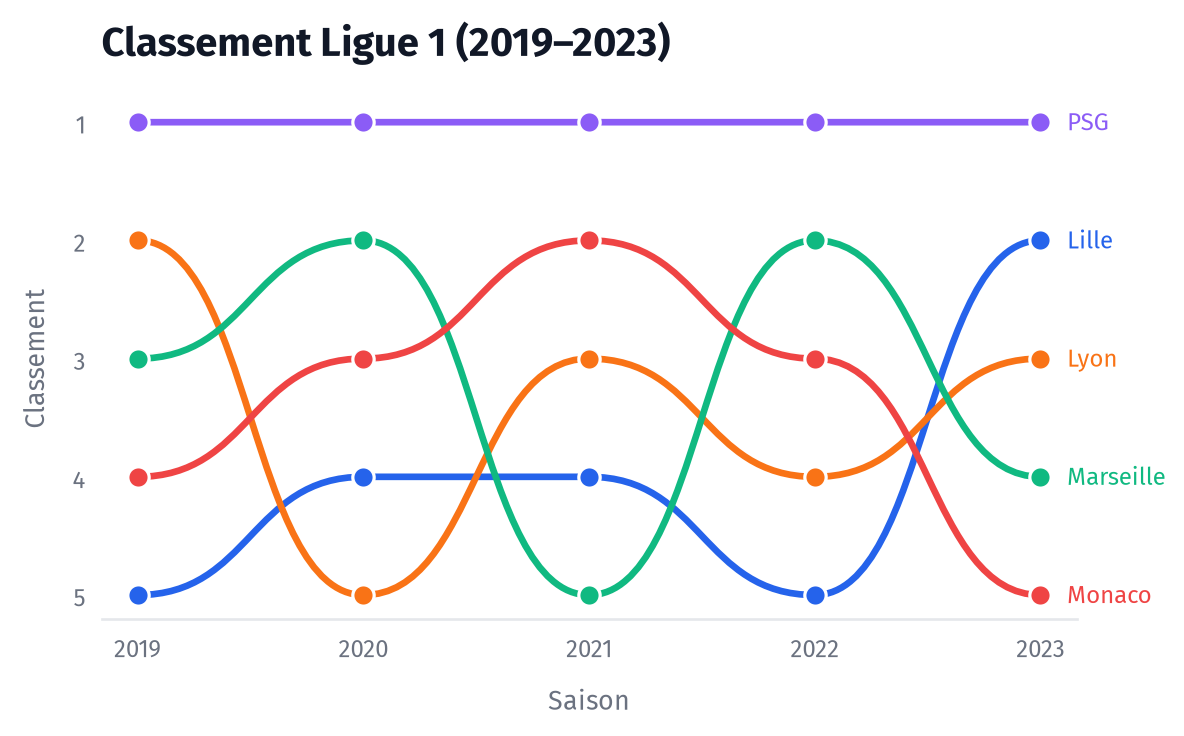 Classement Ligue 1 (2019–2023)
1
2
3
4
5
Classement
PSG
Lille
Lyon
Marseille
Monaco
2019
2020
2021
2022
2023
Saison